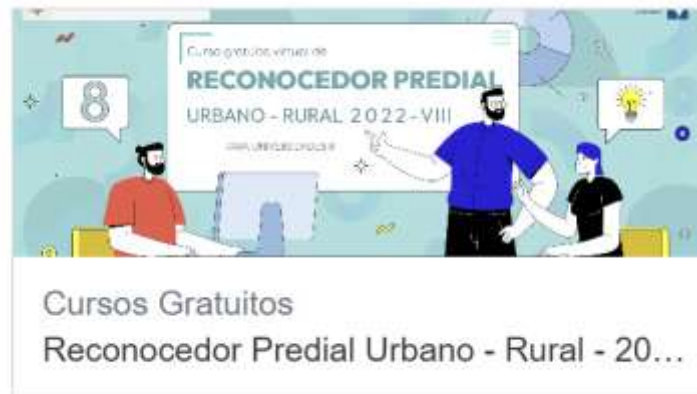 Curso gratuito virtual de
RECONOCEDOR PREDIAL
URBANO - RURAL 2022 - VIII
8
Cursos Gratuitos
Reconocedor Predial Urbano - Rural - 20...